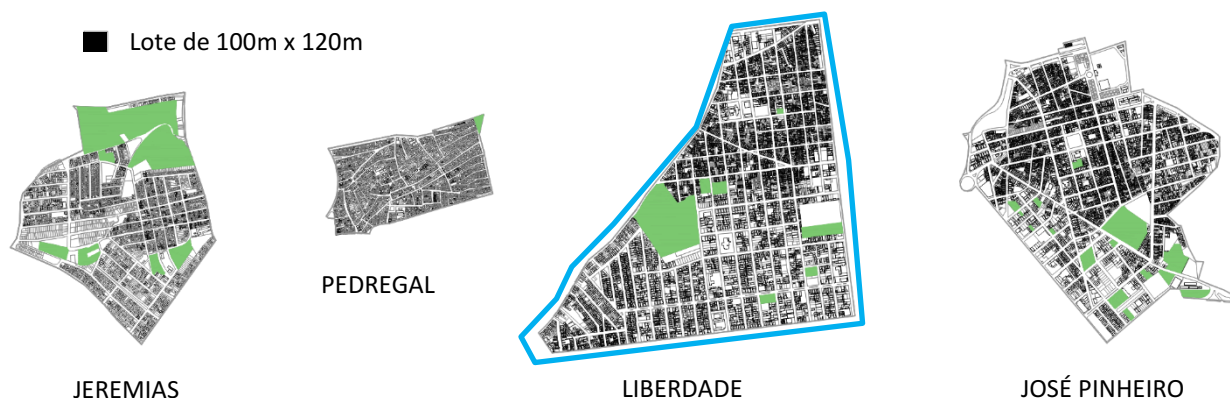 Lote de 100m x 120m
PEDREGAL
JEREMIAS
LIBERDADE
JOSÉ PINHEIRO